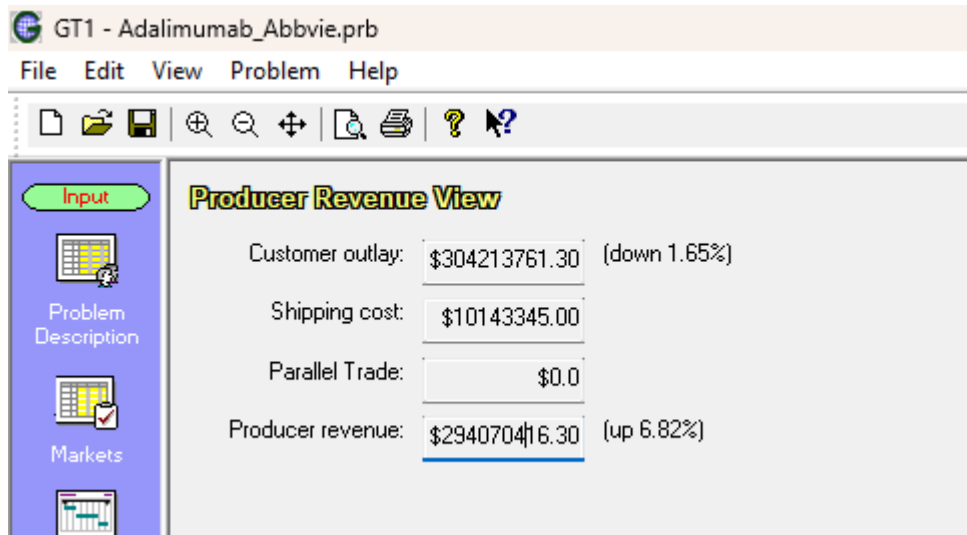 GT1 - Adalimumab_Abbvie.prb
File Edit View Problem Help
Input
Producer Revenue View
Customer outlay: $304213761.30 (down 1.65%)
Shipping cost: $10143345.00
Problem
Description
Parallel Trade: $0.0
Producer revenue: $294070416.30 (up 6.82%)
Markets